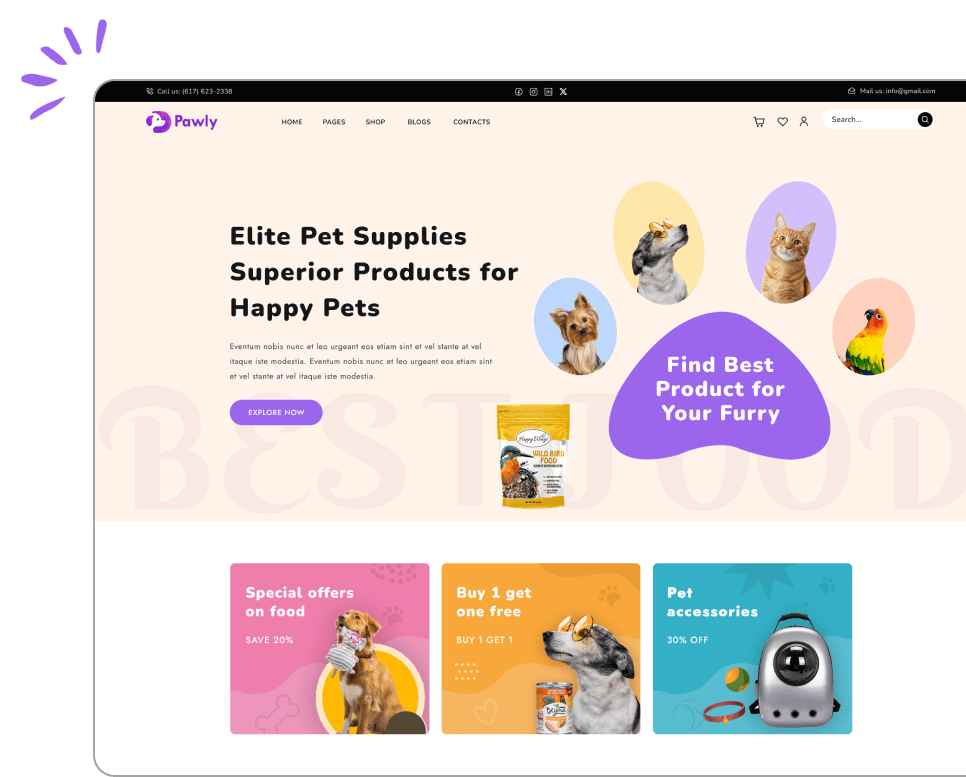 Call us: (617) 623-2338
Mail us: info@gmail.com
Pawly
HOME
PAGES
SHOP
BLOGS
CONTACTS
Search...
Elite Pet Supplies
Superior Products for
Happy Pets
Eventum nobis nunc et leo urgeant eos etiam sint et vel stante at vel
itaque iste modestia. Eventum nobis nunc et leo urgeant eos etiam sint
et vel stante at vel itaque iste modestia.
EXPLORE NOW
Find Best
Product for
Your Furry
BEST FOOD
Happy Wings
WILD BIRD
FOOD
Special offers
on food
SAVE 20%
Buy 1 get
one free
BUY 1 GET 1
Beyond
Pet
accessories
30% OFF